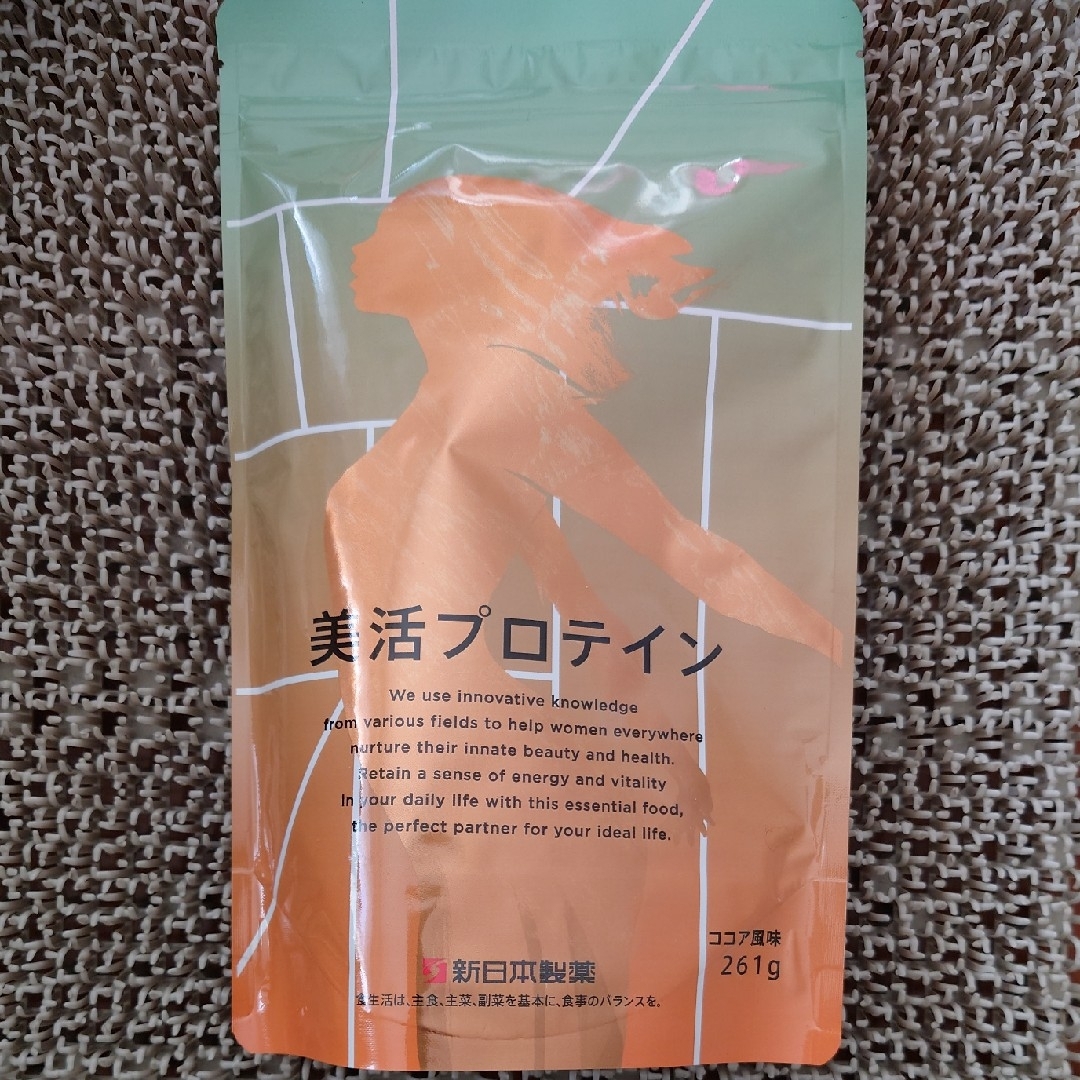 美活プロテイン
We use innovative knowledge
from various fields to help women everywhere
nurture their innate beauty and health.
Retain a sense of energy and vitality
In your daily life with this essential food,
the perfect partner for your ideal life.
ココア風味
261g
新日本製薬
食生活は、主食、主菜、副菜を基本に、食事のバランスを。